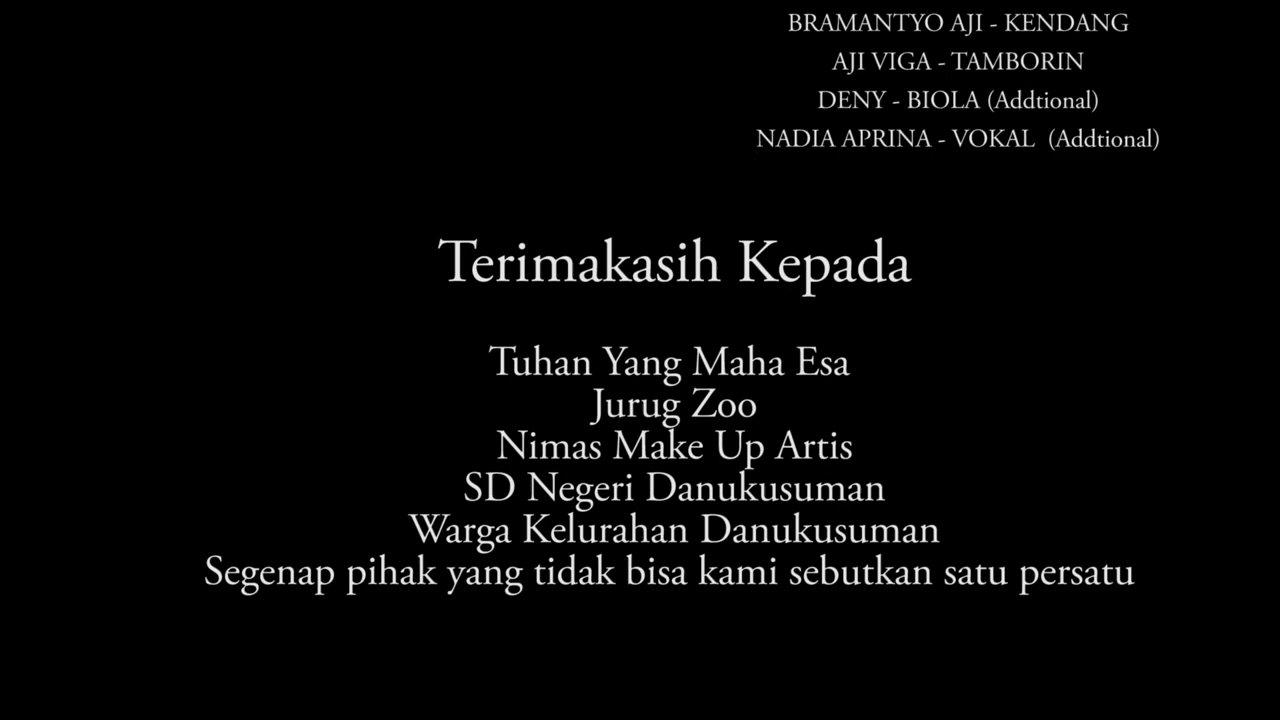 BRAMANTYO AJI - KENDANG
AJI VIGA - TAMBORIN
DENY - BIOLA (Addtional)
NADIA APRINA - VOKAL (Addtional)
Terimakasih Kepada
Tuhan Yang Maha Esa
Jurug Zoo
Nimas Make Up Artis
SD Negeri Danukusuman
Warga Kelurahan Danukusuman
Segenap pihak yang tidak bisa kami sebutkan satu persatu